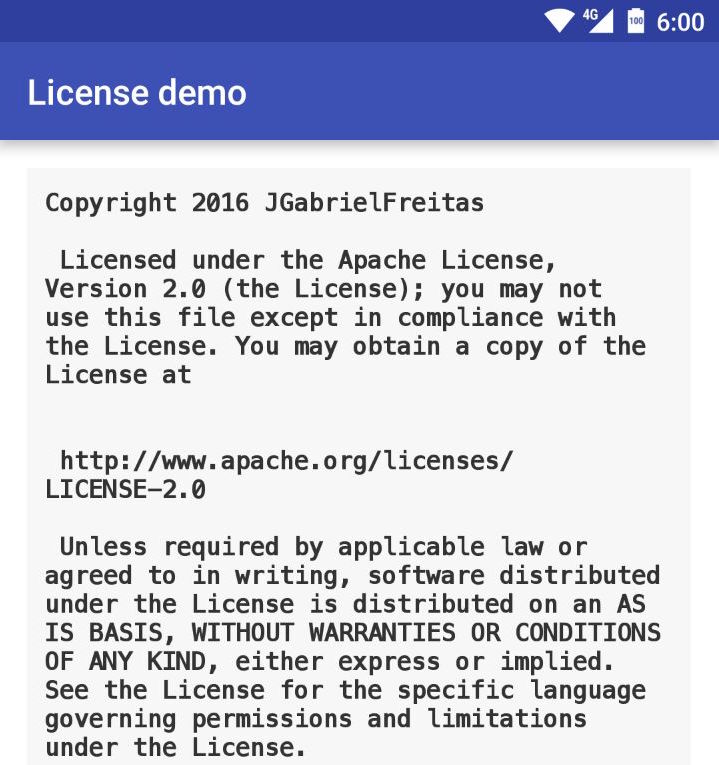 4G 100 6:00
License demo
Copyright 2016 JGabrielFreitas
Licensed under the Apache License,
Version 2.0 (the License); you may not
use this file except in compliance with
the License. You may obtain a copy of the
License at
http://www.apache.org/licenses/
LICENSE-2.0
Unless required by applicable law or
agreed to in writing, software distributed
under the License is distributed on an AS
IS BASIS, WITHOUT WARRANTIES OR CONDITIONS
OF ANY KIND, either express or implied.
See the License for the specific language
governing permissions and limitations
under the License.